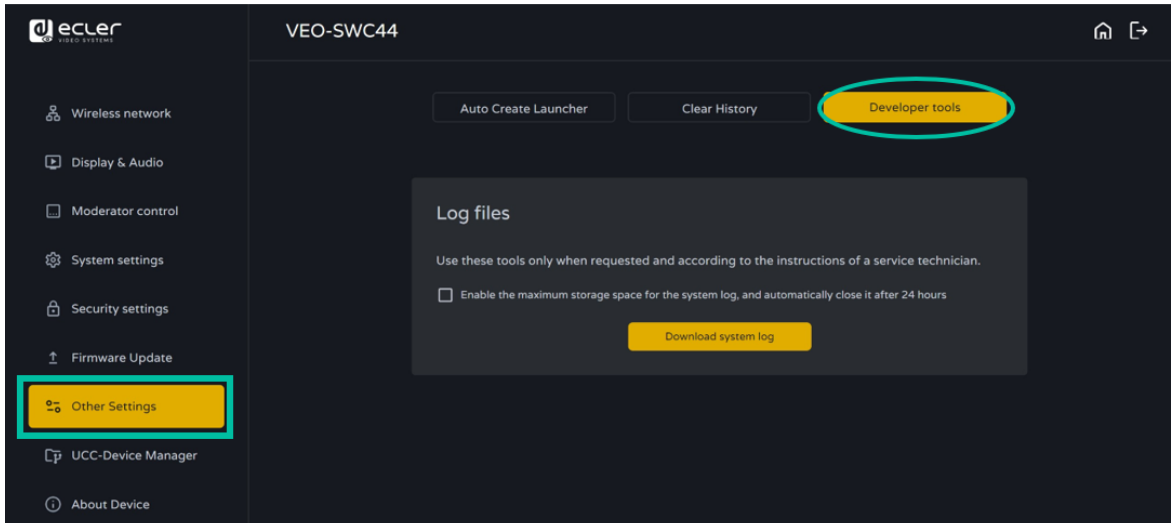 ecler
VIDEO SYSTEMS
VEO-SWC44
Wireless network
Display & Audio
Moderator control
System settings
Security settings
Firmware Update
Other Settings
UCC-Device Manager
About Device
Auto Create Launcher
Clear History
Developer tools
Log files
Use these tools only when requested and according to the instructions of a service technician.
Enable the maximum storage space for the system log, and automatically close it after 24 hours
Download system log